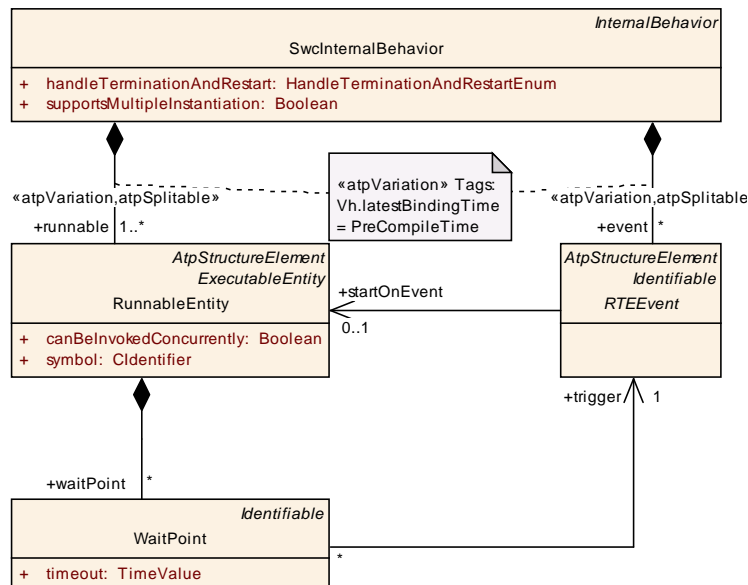 InternalBehavior
SwcInternalBehavior
+ handleTerminationAndRestart: HandleTerminationAndRestartEnum
+ supportsMultipleInstantiation: Boolean
«atpVariation» Tags:
Vh.latestBindingTime
= PreCompileTime
«atpVariation,atpSplitable»
«atpVariation,atpSplitable
+runnable 1..*
+event *
AtpStructureElement
ExecutableEntity
RunnableEntity
+ canBeInvokedConcurrently: Boolean
+ symbol: CIdentifier
+startOnEvent
0..1
AtpStructureElement
Identifiable
RTEEvent
+trigger 1
+waitPoint *
Identifiable
WaitPoint
+ timeout: TimeValue
*